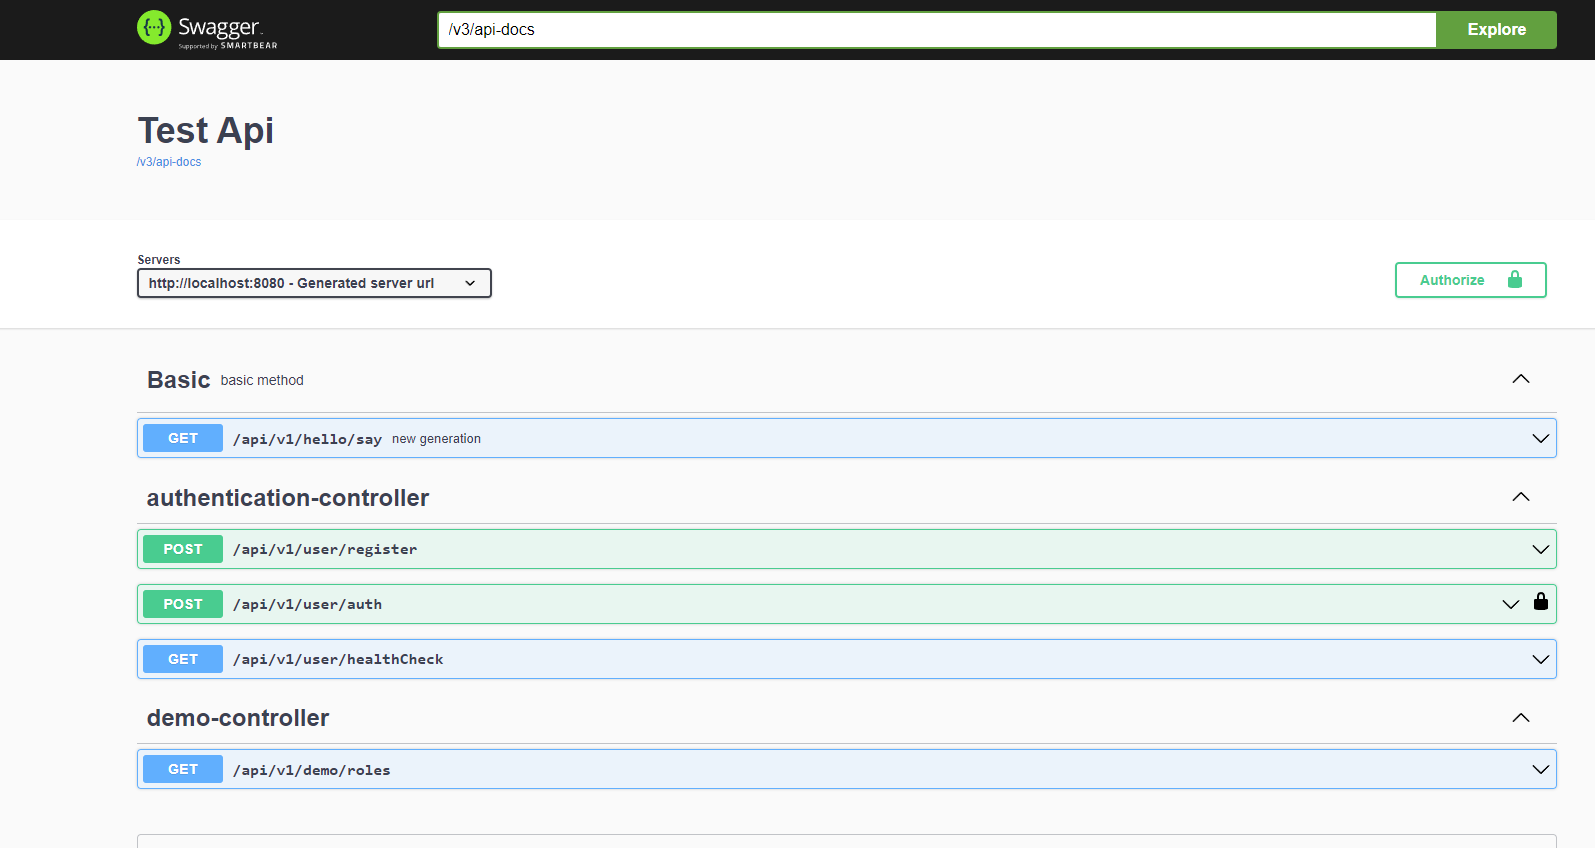 Swagger
Supported by SMARTBEAR
/v3/api-docs
Explore
Test Api
/v3/api-docs
Servers
http://localhost:8080 - Generated server url
Authorize
Basic basic method
GET /api/v1/hello/say new generation
authentication-controller
POST /api/v1/user/register
POST /api/v1/user/auth
GET /api/v1/user/healthCheck
demo-controller
GET /api/v1/demo/roles